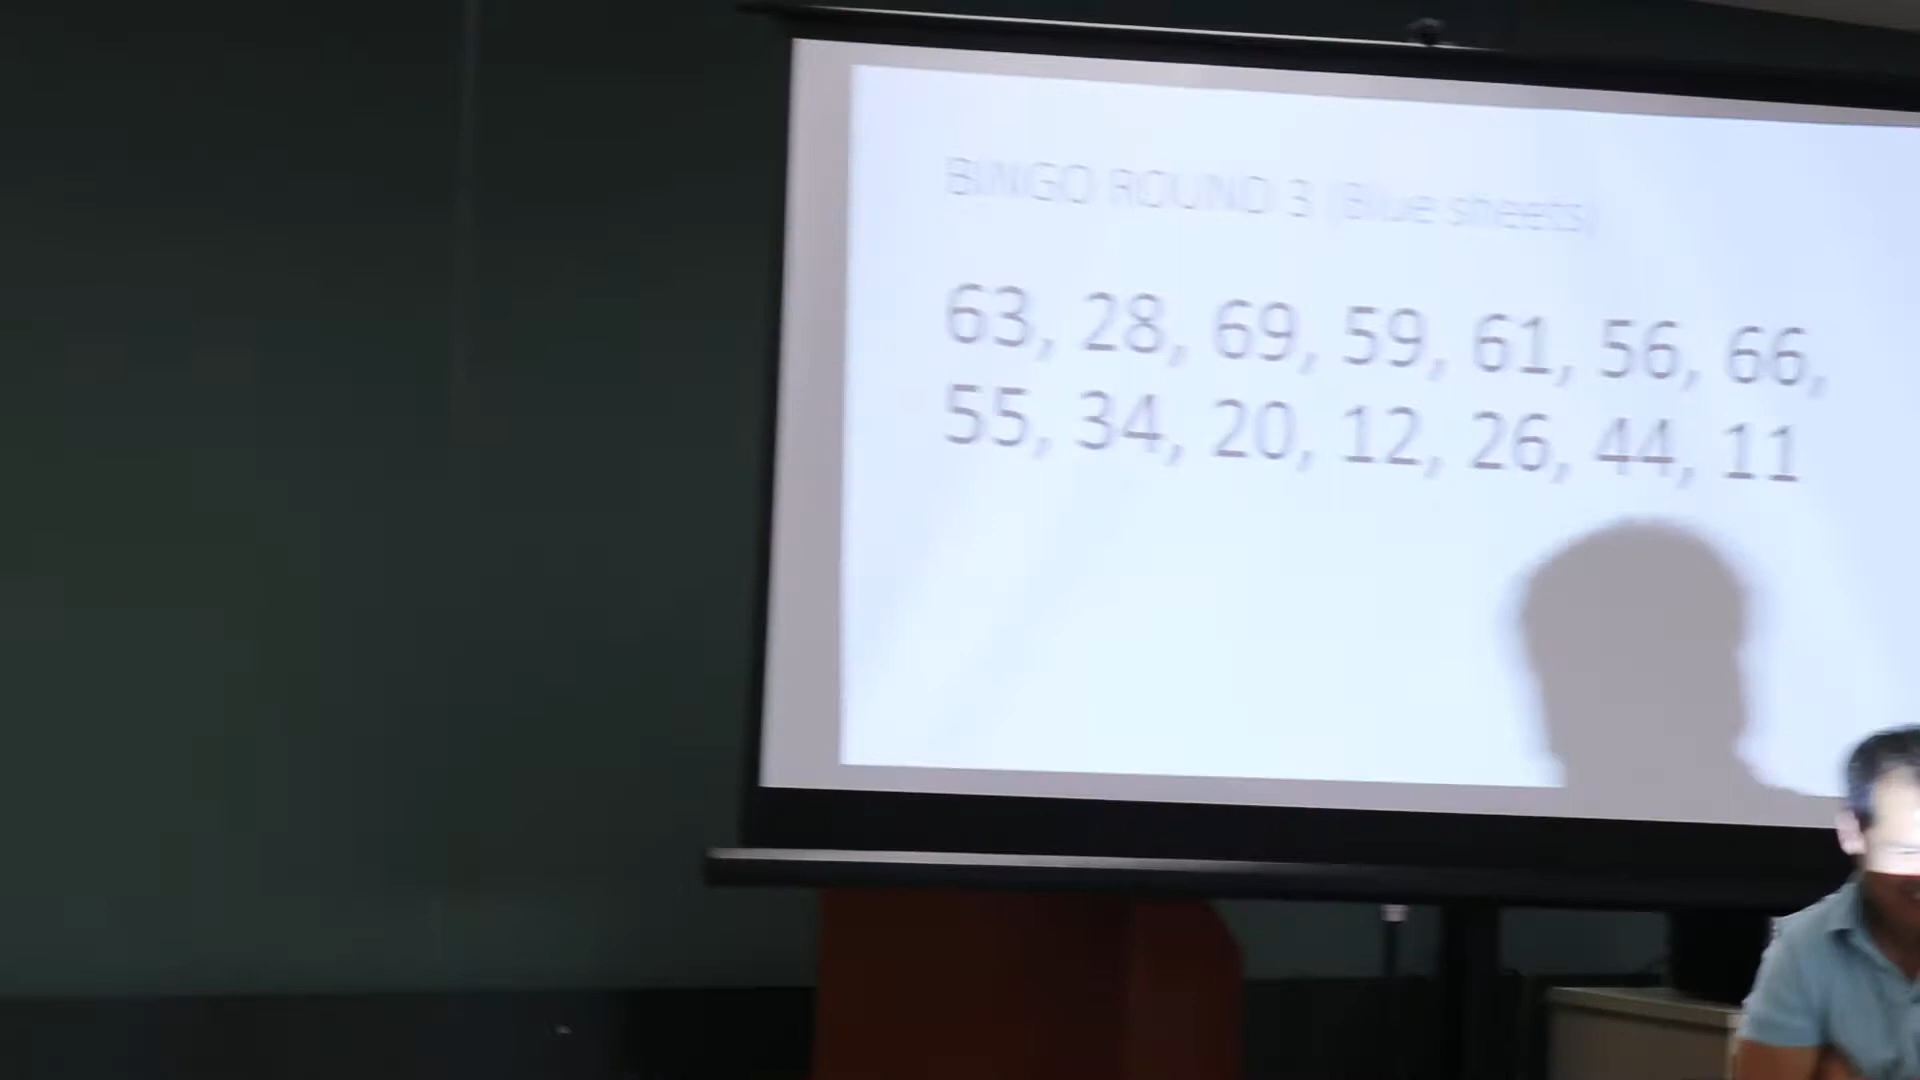 BINGO ROUND 3 (Blue sheets)
63, 28, 69, 59, 61, 56, 66,
55, 34, 20, 12, 26, 44, 11